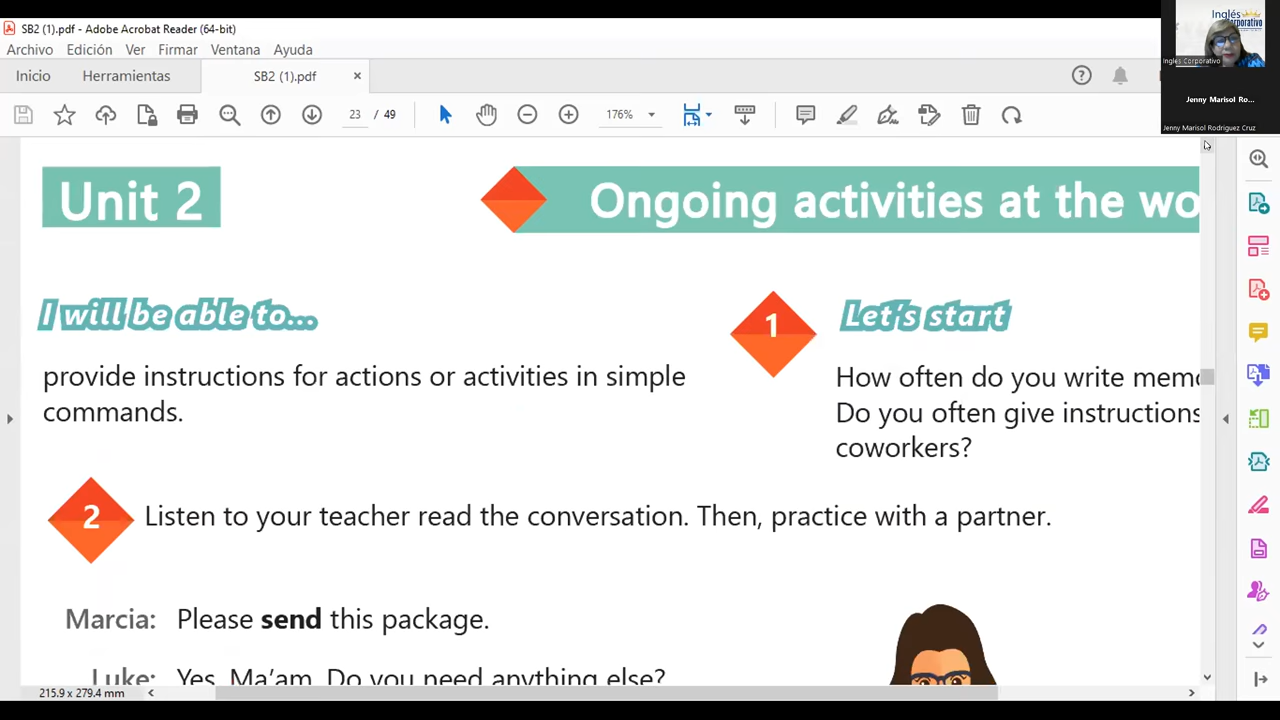 SB2 (1).pdf - Adobe Acrobat Reader (64-bit)
Archivo Edición Ver Firmar Ventana Ayuda
Inicio Herramientas SB2 (1).pdf ×
23 / 49 176%
Inglés
Corporativo
Inglés Corporativo
Jenny Marisol Ro...
Jenny Marisol Rodriguez Cruz
Unit 2
Ongoing activities at the wo
I will be able to...
provide instructions for actions or activities in simple
commands.
1
Let's start
How often do you write memo
Do you often give instructions
coworkers?
2
Listen to your teacher read the conversation. Then, practice with a partner.
Marcia: Please send this package.
Luke: Yes, Ma'am. Do you need anything else?
215.9 x 279.4 mm